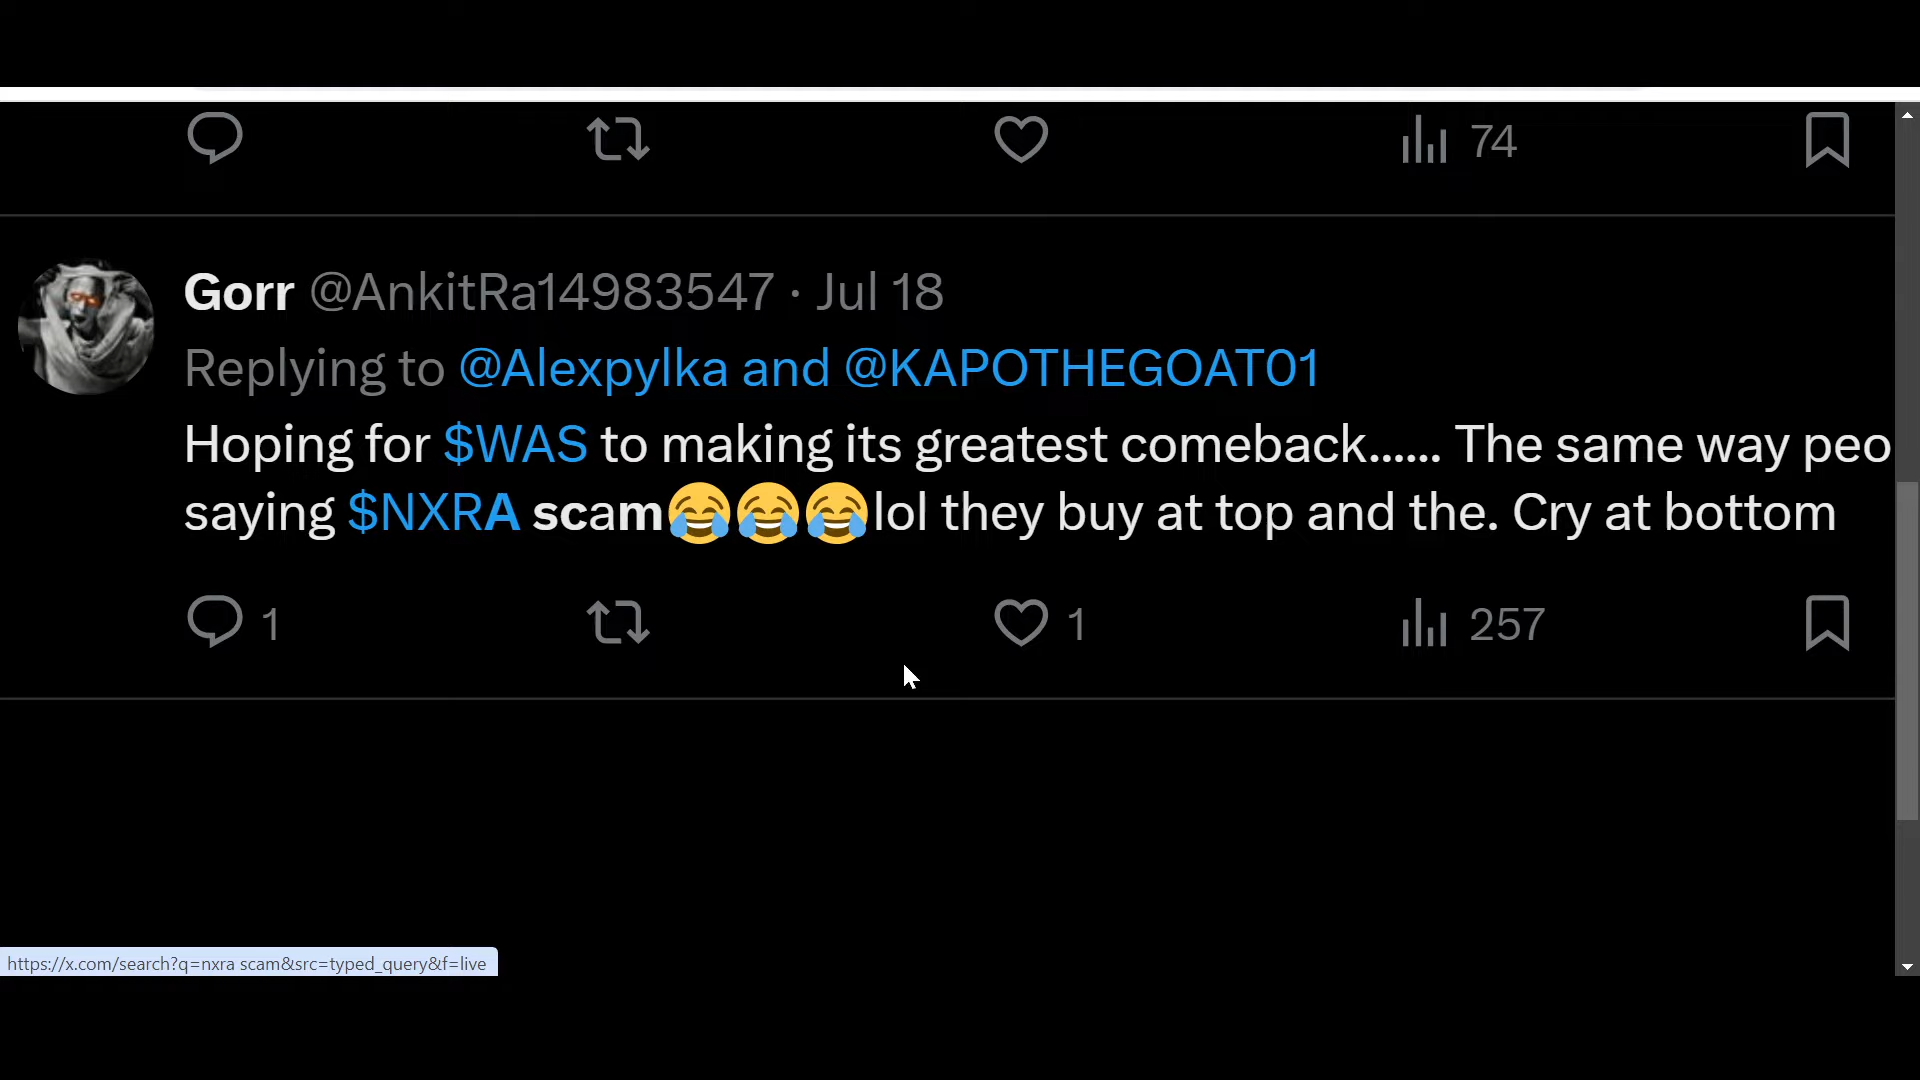 74
Gorr @AnkitRa14983547 · Jul 18
Replying to @Alexpylka and @KAPOTHEGOAT01
Hoping for $WAS to making its greatest comeback...... The same way peo
saying $NXRA scam😂😂😂lol they buy at top and the. Cry at bottom
1 1 257
https://x.com/search?q=nxra scam&src=typed_query&f=live